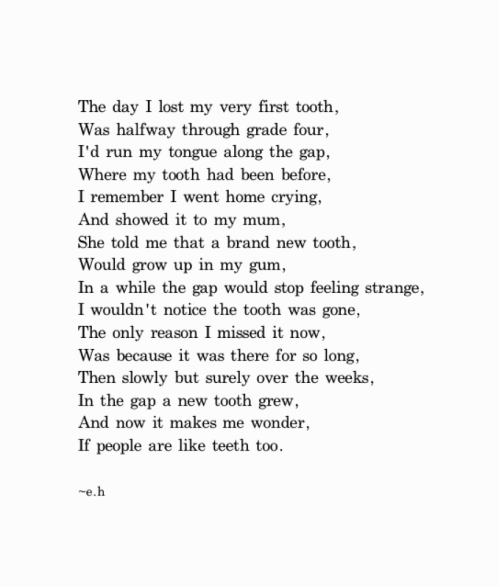 The day I lost my very first tooth,
Was halfway through grade four,
I'd run my tongue along the gap,
Where my tooth had been before,
I remember I went home crying,
And showed it to my mum,
She told me that a brand new tooth,
Would grow up in my gum,
In a while the gap would stop feeling strange,
I wouldn't notice the tooth was gone,
The only reason I missed it now,
Was because it was there for so long,
Then slowly but surely over the weeks,
In the gap a new tooth grew,
And now it makes me wonder,
If people are like teeth too.
~e.h